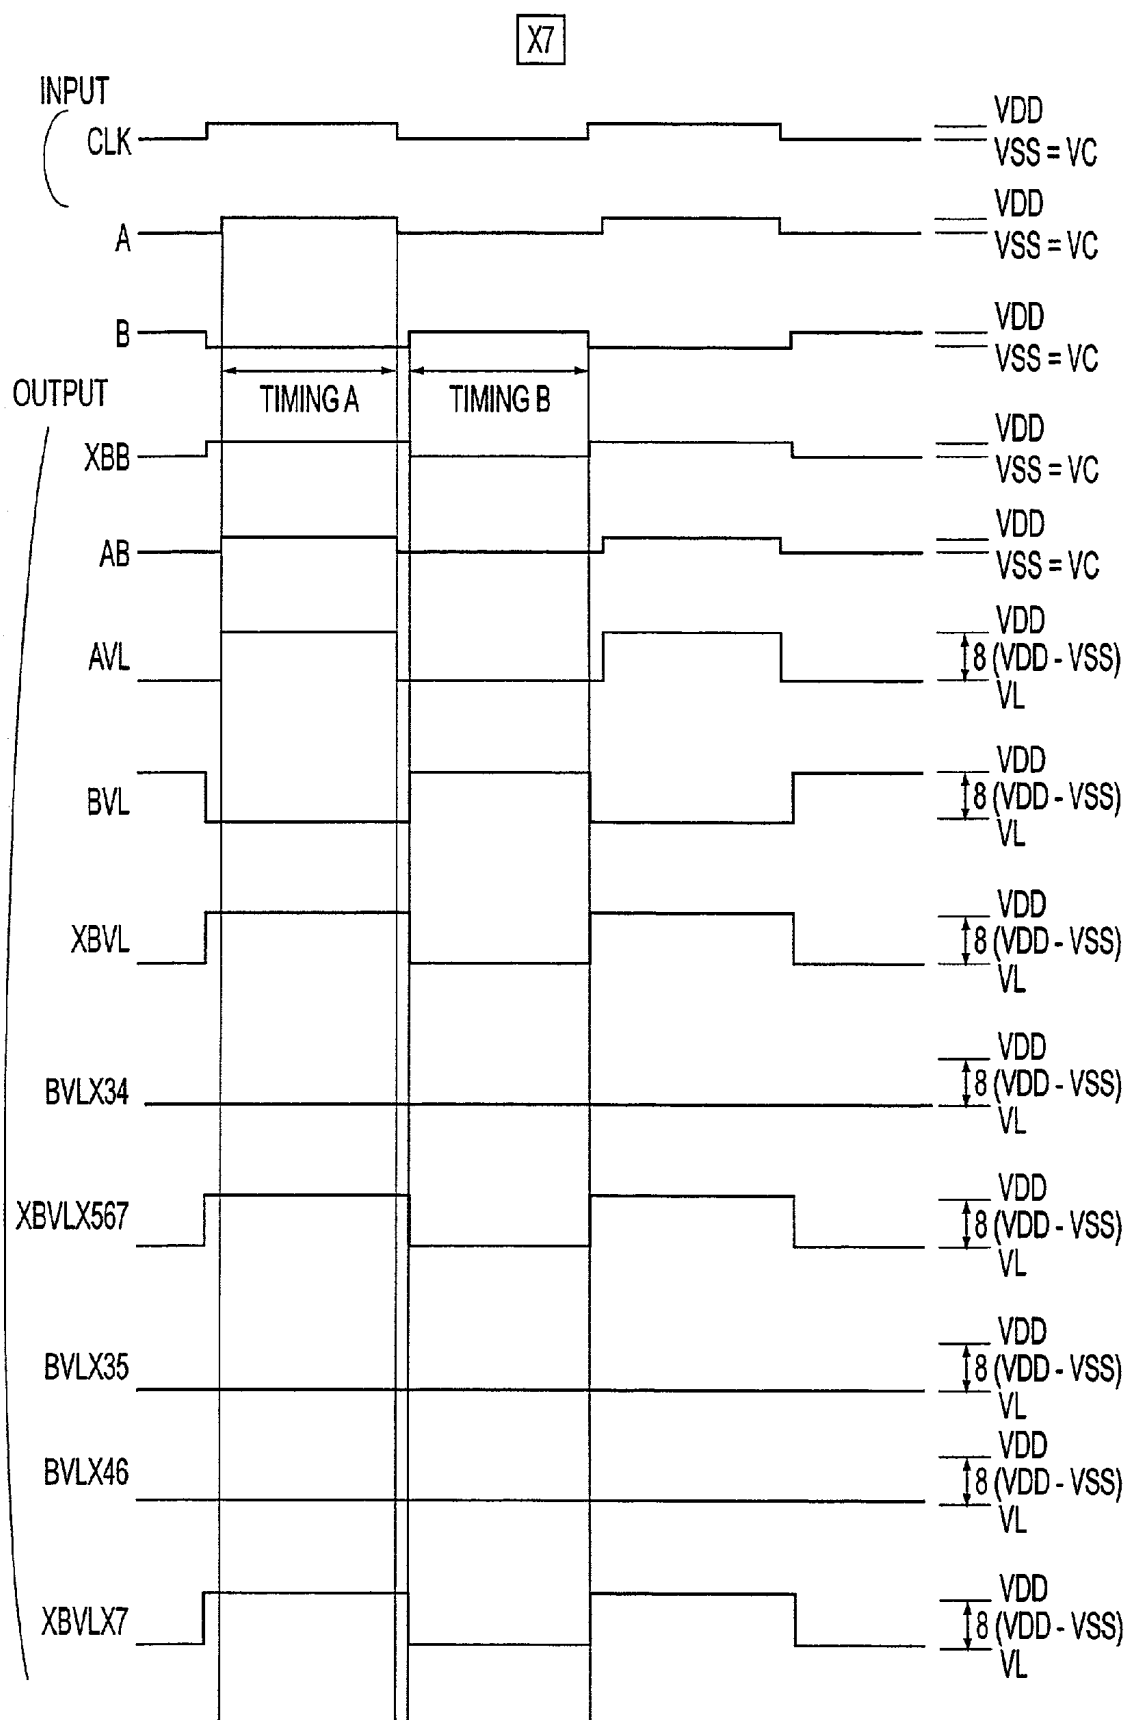 X7
INPUT
CLK
VDD
VSS = VC
A
VDD
VSS = VC
B
VDD
VSS = VC
TIMING A
TIMING B
OUTPUT
XBB
VDD
VSS = VC
AB
VDD
VSS = VC
AVL
VDD
8 (VDD - VSS)
VL
BVL
VDD
8 (VDD - VSS)
VL
XBVL
VDD
8 (VDD - VSS)
VL
BVLX34
VDD
8 (VDD - VSS)
VL
XBVLX567
VDD
8 (VDD - VSS)
VL
BVLX35
VDD
8 (VDD - VSS)
VL
BVLX46
VDD
8 (VDD - VSS)
VL
XBVLX7
VDD
8 (VDD - VSS)
VL